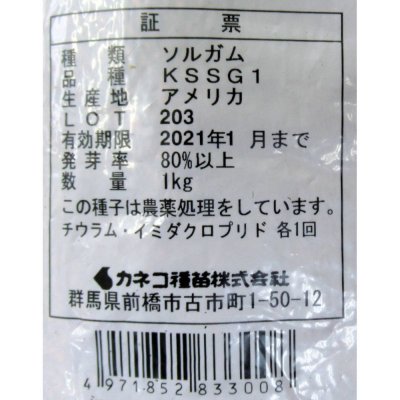 証票
種類 ソルガム
品種 KSSG1
生産地 アメリカ
LOT 203
有効期限 2021年1月まで
発芽率 80%以上
数量 1kg
この種子は農薬処理をしています。
チウラム・イミダクロプリド 各1回
カネコ種苗株式会社
群馬県前橋市古市町1-50-12
4 971852 833008